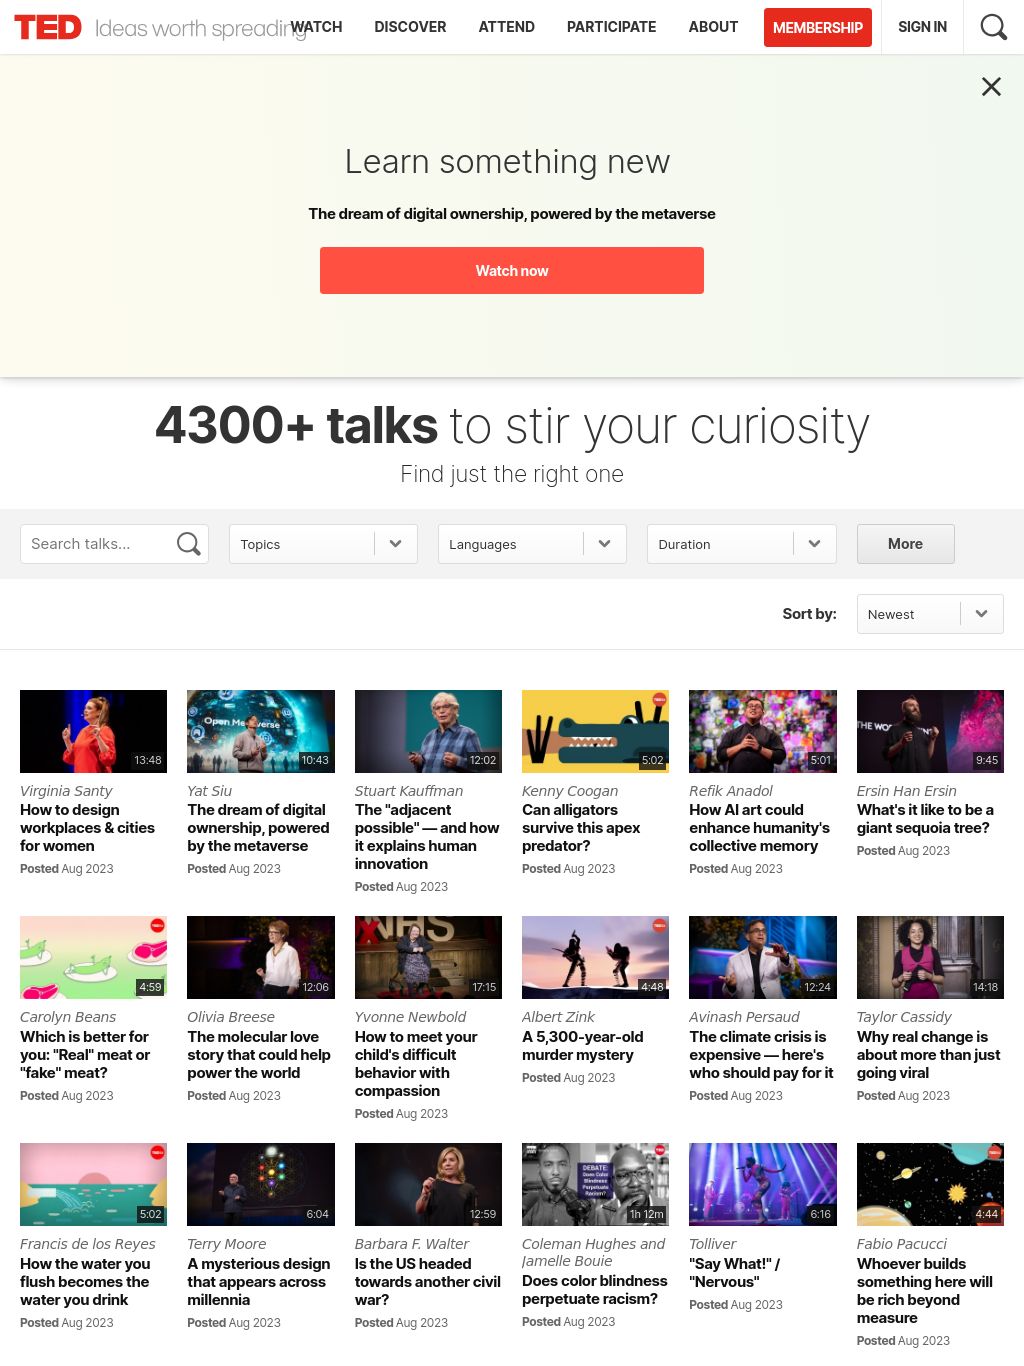 TED Ideas worth spreading WATCH DISCOVER ATTEND PARTICIPATE ABOUT MEMBERSHIP SIGN IN
Learn something new
The dream of digital ownership, powered by the metaverse
Watch now
4300+ talks to stir your curiosity
Find just the right one
Search talks... Topics Languages Duration More
Sort by: Newest
13:48
Virginia Santy
How to design
workplaces & cities
for women
Posted Aug 2023
10:43
Yat Siu
The dream of digital
ownership, powered
by the metaverse
Posted Aug 2023
12:02
Stuart Kauffman
The "adjacent
possible" — and how
it explains human
innovation
Posted Aug 2023
5:02
Kenny Coogan
Can alligators
survive this apex
predator?
Posted Aug 2023
5:01
Refik Anadol
How AI art could
enhance humanity's
collective memory
Posted Aug 2023
9:45
Ersin Han Ersin
What's it like to be a
giant sequoia tree?
Posted Aug 2023
4:59
Carolyn Beans
Which is better for
you: "Real" meat or
"fake" meat?
Posted Aug 2023
12:06
Olivia Breese
The molecular love
story that could help
power the world
Posted Aug 2023
NHS
17:15
Yvonne Newbold
How to meet your
child's difficult
behavior with
compassion
Posted Aug 2023
4:48
Albert Zink
A 5,300-year-old
murder mystery
Posted Aug 2023
12:24
Avinash Persaud
The climate crisis is
expensive — here's
who should pay for it
Posted Aug 2023
14:18
Taylor Cassidy
Why real change is
about more than just
going viral
Posted Aug 2023
5:02
Francis de los Reyes
How the water you
flush becomes the
water you drink
Posted Aug 2023
6:04
Terry Moore
A mysterious design
that appears across
millennia
Posted Aug 2023
12:59
Barbara F. Walter
Is the US headed
towards another civil
war?
Posted Aug 2023
DEBATE:
Does Color
Blindness
Perpetuate
Racism?
1h 12m
Coleman Hughes and
Jamelle Bouie
Does color blindness
perpetuate racism?
Posted Aug 2023
6:16
Tolliver
"Say What!" /
"Nervous"
Posted Aug 2023
4:44
Fabio Pacucci
Whoever builds
something here will
be rich beyond
measure
Posted Aug 2023